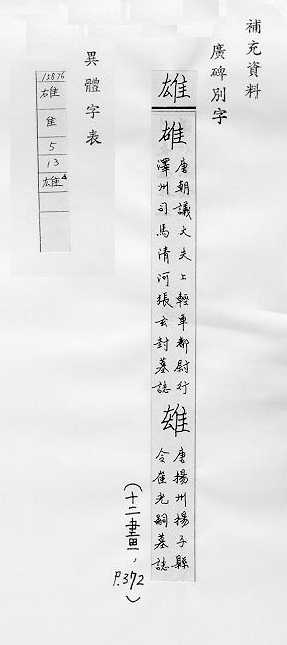 補充資料
廣碑別字
雄
雄
唐朝議大夫上輕車都尉行
澤州司馬清河張玄封墓誌
雄
唐揚州揚子縣
令崔光嗣墓誌
(十二畫,
P.372)
異體字表
13876
雄
隹
5
13
雄4